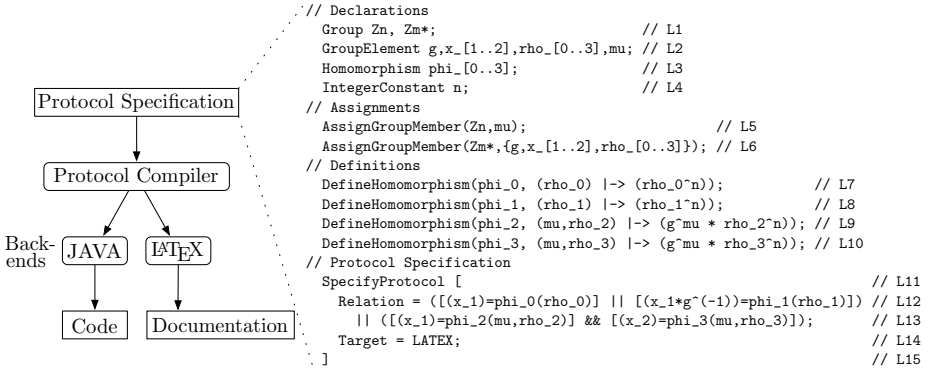 Protocol Specification
Protocol Compiler
Back-
ends
JAVA
LATEX
Code
Documentation
// Declarations
Group Zn, Zm*; // L1
GroupElement g,x_[1..2],rho_[0..3],mu; // L2
Homomorphism phi_[0..3]; // L3
IntegerConstant n; // L4
// Assignments
AssignGroupMember(Zn,mu); // L5
AssignGroupMember(Zm*,{g,x_[1..2],rho_[0..3]}); // L6
// Definitions
DefineHomomorphism(phi_0, (rho_0) |-> (rho_0^n)); // L7
DefineHomomorphism(phi_1, (rho_1) |-> (rho_1^n)); // L8
DefineHomomorphism(phi_2, (mu,rho_2) |-> (g^mu * rho_2^n)); // L9
DefineHomomorphism(phi_3, (mu,rho_3) |-> (g^mu * rho_3^n)); // L10
// Protocol Specification
SpecifyProtocol [ // L11
Relation = ([(x_1)=phi_0(rho_0)] || [(x_1*g^(-1))=phi_1(rho_1)]) // L12
|| ([(x_1)=phi_2(mu,rho_2)] && [(x_2)=phi_3(mu,rho_3)]); // L13
Target = LATEX; // L14
] // L15